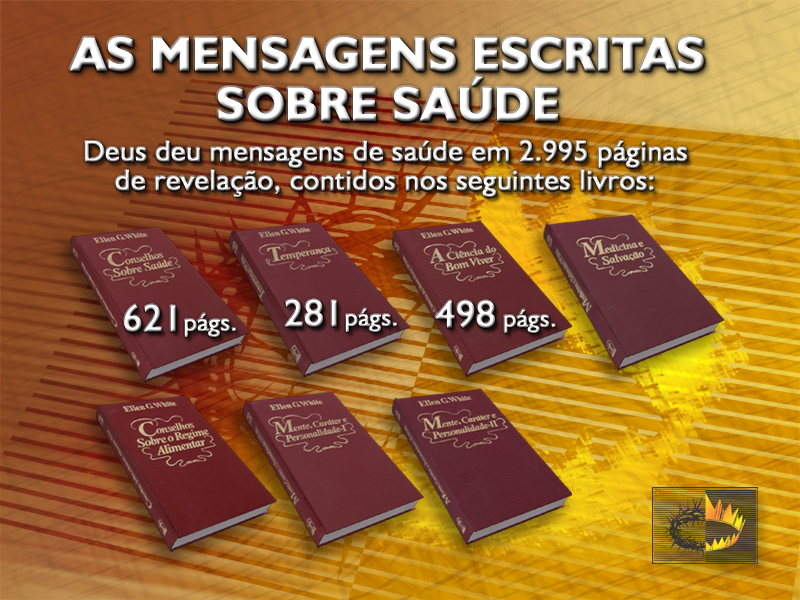 AS MENSAGENS ESCRITAS
SOBRE SAÚDE
Deus deu mensagens de saúde em 2.995 páginas
de revelação, contidos nos seguintes livros:
Ellen G. White
Conselhos
Sobre Saúde
621 págs.
Ellen G. White
Temperança
281 págs.
Ellen G. White
A Ciência do
Bom Viver
498 págs.
Medicina e
Salvação
Ellen G. White
Conselhos
Sobre o Regime
Alimentar
Ellen G. White
Mente, Caráter e
Personalidade-I
Ellen G. White
Mente, Caráter e
Personalidade-II